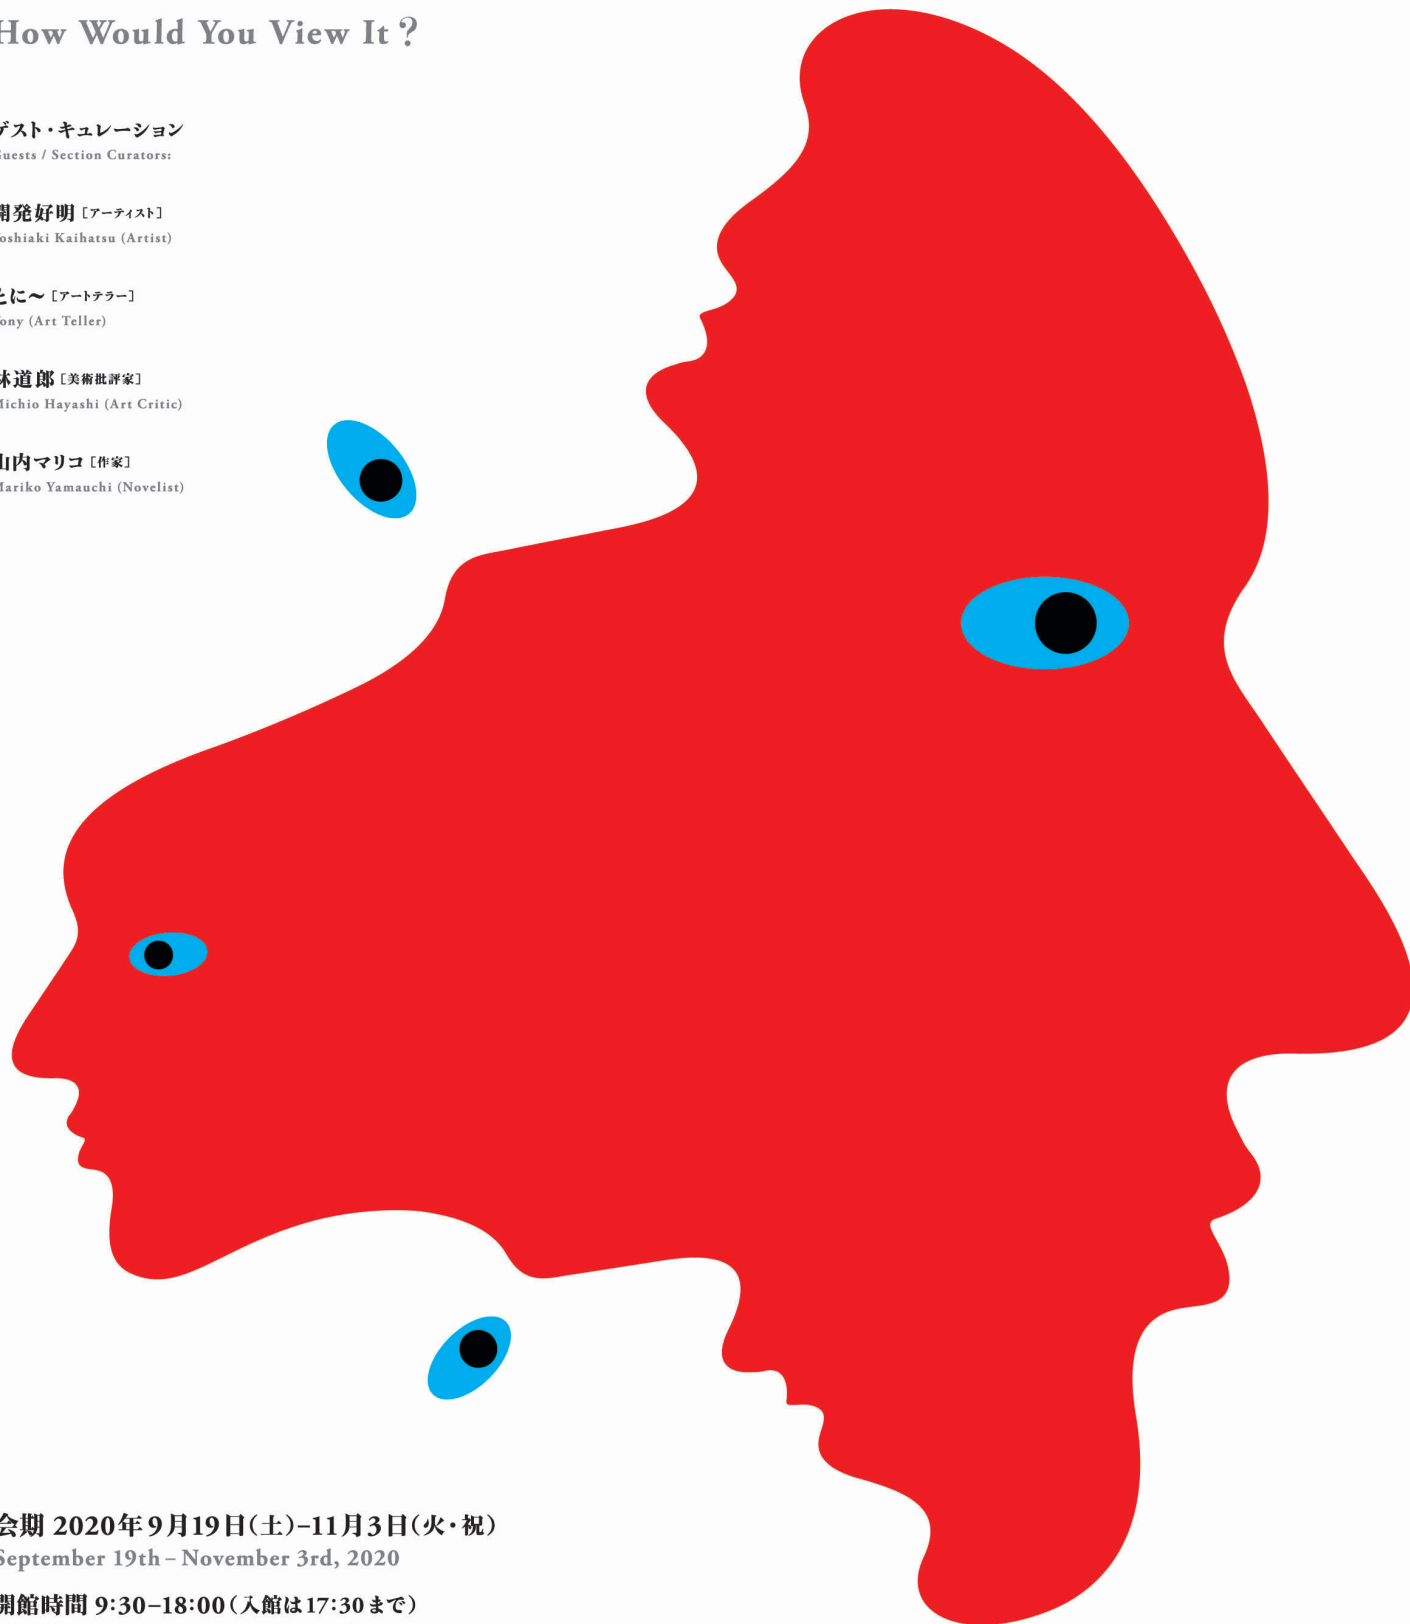 How Would You View It?
ゲスト・キュレーション
Guests / Section Curators:
開発好明［アーティスト］
Yoshiaki Kaihatsu (Artist)
とに〜［アートテラー］
Tony (Art Teller)
林道郎［美術批評家］
Michio Hayashi (Art Critic)
山内マリコ［作家］
Mariko Yamauchi (Novelist)
会期 2020年9月19日（土）–11月3日（火・祝）
September 19th – November 3rd, 2020
開館時間 9:30–18:00（入館は17:30まで）